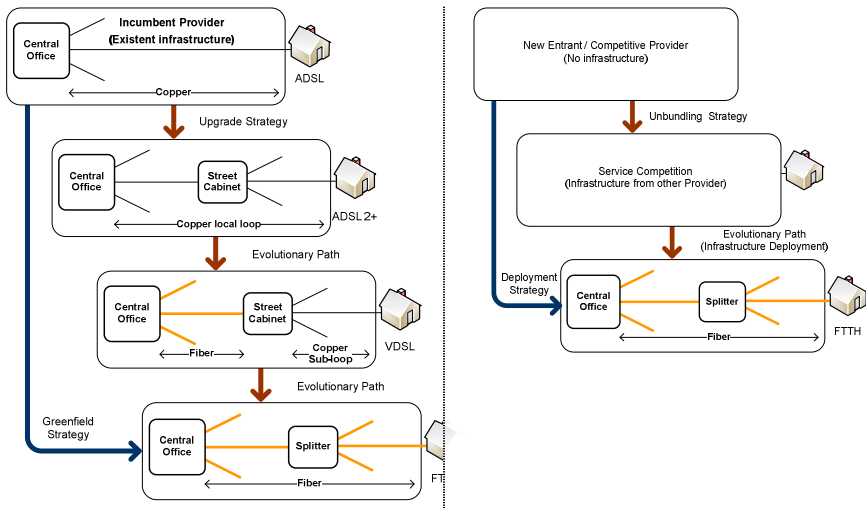 Incumbent Provider
(Existent infrastructure)
Central
Office
ADSL
Copper
Upgrade Strategy
Central
Office
Street
Cabinet
ADSL 2+
Copper local loop
Evolutionary Path
Central
Office
Street
Cabinet
VDSL
Fiber
Copper
Sub-loop
Evolutionary Path
Greenfield
Strategy
Central
Office
Splitter
FT
Fiber
New Entrant / Competitive Provider
(No infrastructure)
Unbundling Strategy
Service Competition
(Infrastructure from other Provider)
Evolutionary Path
(Infrastructure Deployment)
Deployment
Strategy
Central
Office
Splitter
FTTH
Fiber